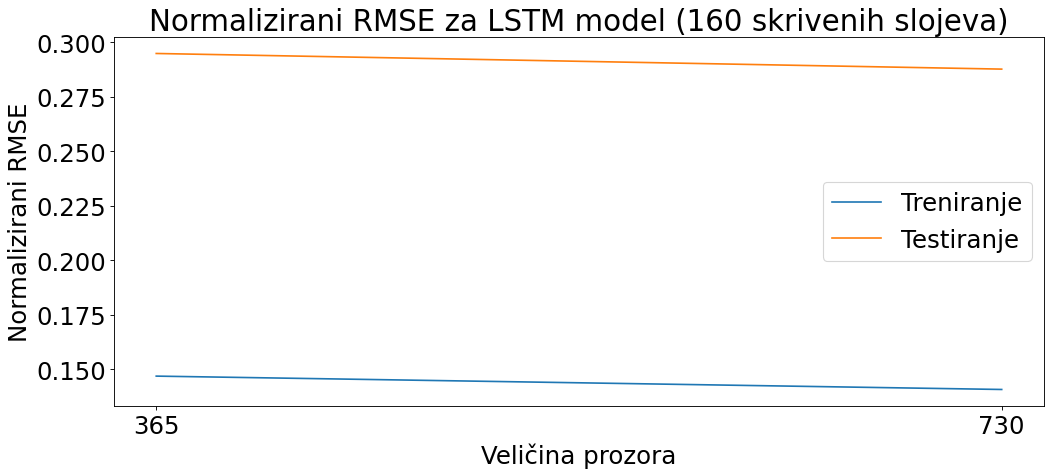 Normalizirani RMSE za LSTM model (160 skrivenih slojeva)
Normalizirani RMSE
0.300
0.275
0.250
0.225
0.200
0.175
0.150
Treniranje
Testiranje
365
730
Veličina prozora